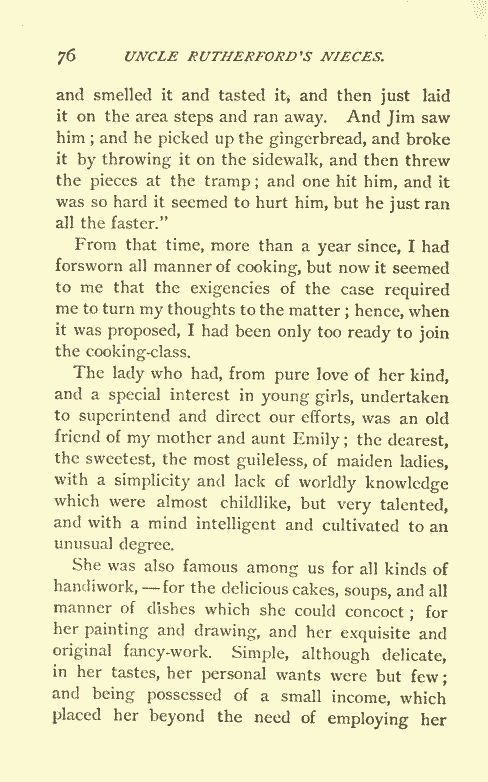 76 UNCLE RUTHERFORD'S NIECES.
and smelled it and tasted it, and then just laid
it on the area steps and ran away. And Jim saw
him ; and he picked up the gingerbread, and broke
it by throwing it on the sidewalk, and then threw
the pieces at the tramp ; and one hit him, and it
was so hard it seemed to hurt him, but he just ran
all the faster."
From that time, more than a year since, I had
forsworn all manner of cooking, but now it seemed
to me that the exigencies of the case required
me to turn my thoughts to the matter ; hence, when
it was proposed, I had been only too ready to join
the cooking-class.
The lady who had, from pure love of her kind,
and a special interest in young girls, undertaken
to superintend and direct our efforts, was an old
friend of my mother and aunt Emily ; the dearest,
the sweetest, the most guileless, of maiden ladies,
with a simplicity and lack of worldly knowledge
which were almost childlike, but very talented,
and with a mind intelligent and cultivated to an
unusual degree.
She was also famous among us for all kinds of
handiwork, — for the delicious cakes, soups, and all
manner of dishes which she could concoct ; for
her painting and drawing, and her exquisite and
original fancy-work. Simple, although delicate,
in her tastes, her personal wants were but few ;
and being possessed of a small income, which
placed her beyond the need of employing her